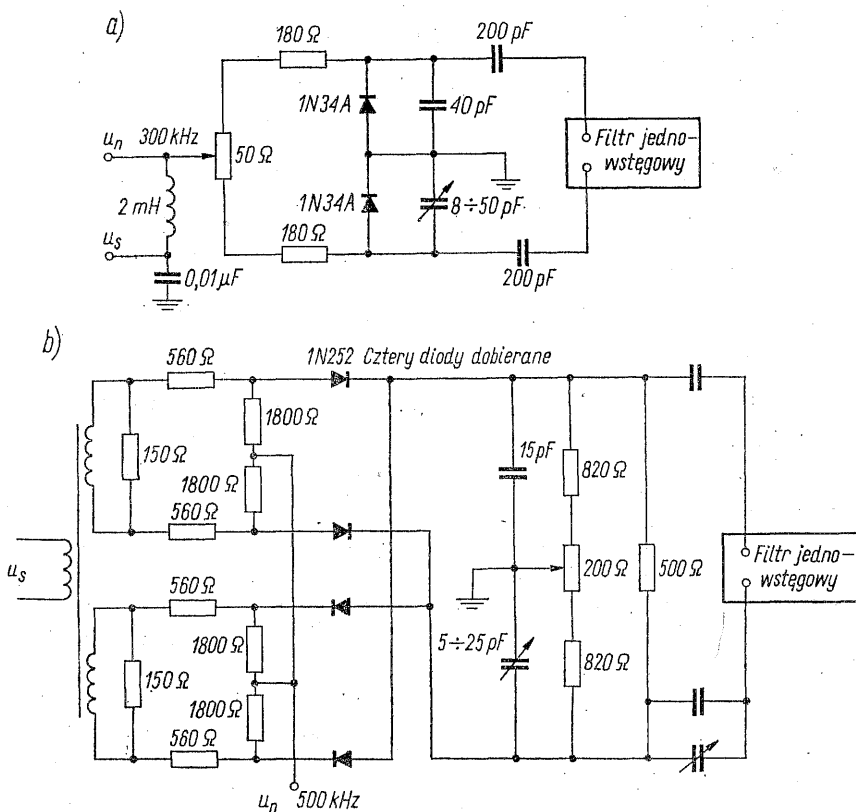 a)
180 Ω
200 pF
1N34A
40 pF
u_n
300 kHz
50 Ω
Filtr jedno-
wstęgowy
2 mH
1N34A
8÷50 pF
u_s
180 Ω
0,01 μF
200 pF
b)
560 Ω
1N252 Cztery diody dobierane
1800 Ω
150 Ω
15 pF
820 Ω
1800 Ω
560 Ω
Filtr jedno-
wstęgowy
u_s
200 Ω
500 Ω
560 Ω
1800 Ω
5÷25 pF
150 Ω
820 Ω
1800 Ω
560 Ω
u_n 500 kHz